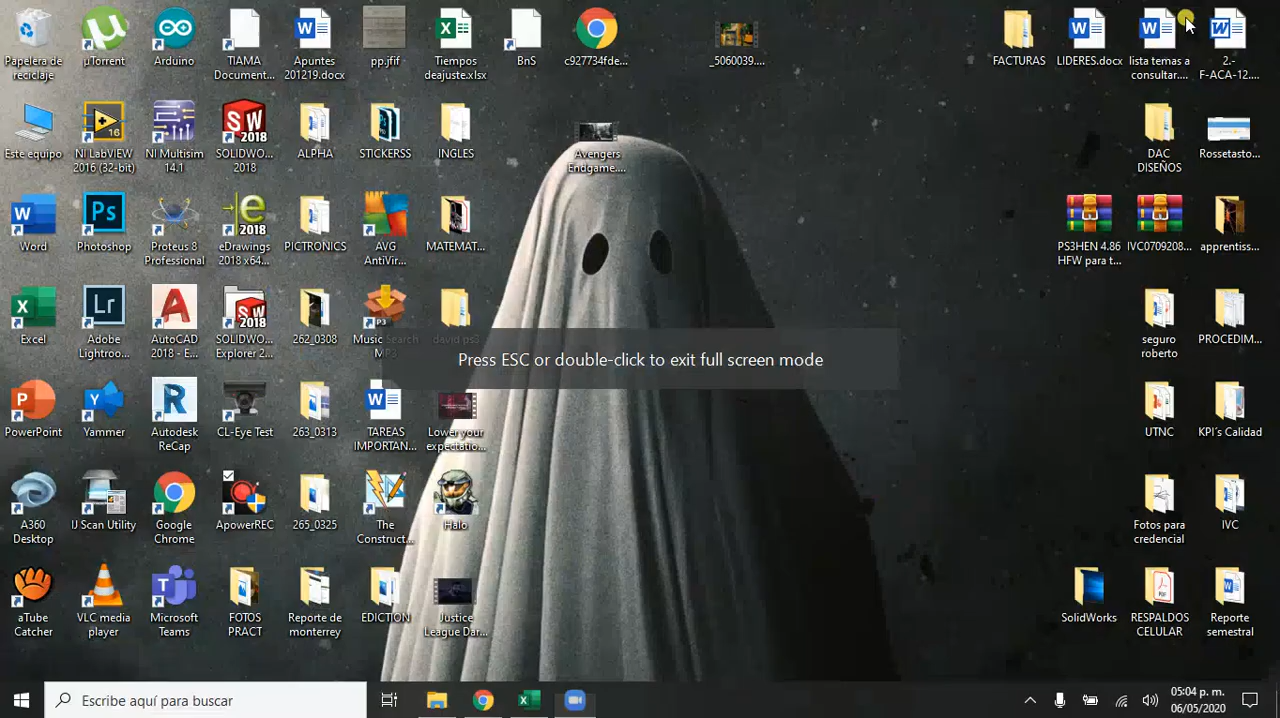 Papelera de
reciclaje
µTorrent
Arduino
TIAMA
Document...
Apuntes
201219.docx
pp.jfif
Tiempos
deajuste.xlsx
BnS
c927734fde...
_5060039....
FACTURAS
LIDERES.docx
lista temas a
consultar....
2.-
F-ACA-12....
Este equipo
NI LabVIEW
2016 (32-bit)
NI Multisim
14.1
SOLIDWO...
2018
ALPHA
STICKERSS
INGLES
Avengers
Endgame....
DAC
DISEÑOS
Rossetasto...
Word
Photoshop
Proteus 8
Professional
eDrawings
2018 x64...
PICTRONICS
AVG
AntiVir...
MATEMAT...
PS3HEN 4.86
HFW para t...
IVC0709208...
apprentiss...
Excel
Adobe
Lightroo...
AutoCAD
2018 - E...
SOLIDWO...
Explorer 2...
262_0308
Music Search
MP3
david ps3
seguro
roberto
PROCEDIM...
Press ESC or double-click to exit full screen mode
PowerPoint
Yammer
Autodesk
ReCap
CL-Eye Test
263_0313
TAREAS
IMPORTAN...
Lower your
expectatio...
UTNC
KPI's Calidad
A360
Desktop
IJ Scan Utility
Google
Chrome
ApowerREC
265_0325
The
Construct...
Halo
Fotos para
credencial
IVC
aTube
Catcher
VLC media
player
Microsoft
Teams
FOTOS
PRACT
Reporte de
monterrey
EDICTION
Justice
League Dar...
SolidWorks
RESPALDOS
CELULAR
Reporte
semestral
Escribe aquí para buscar
05:04 p. m.
06/05/2020